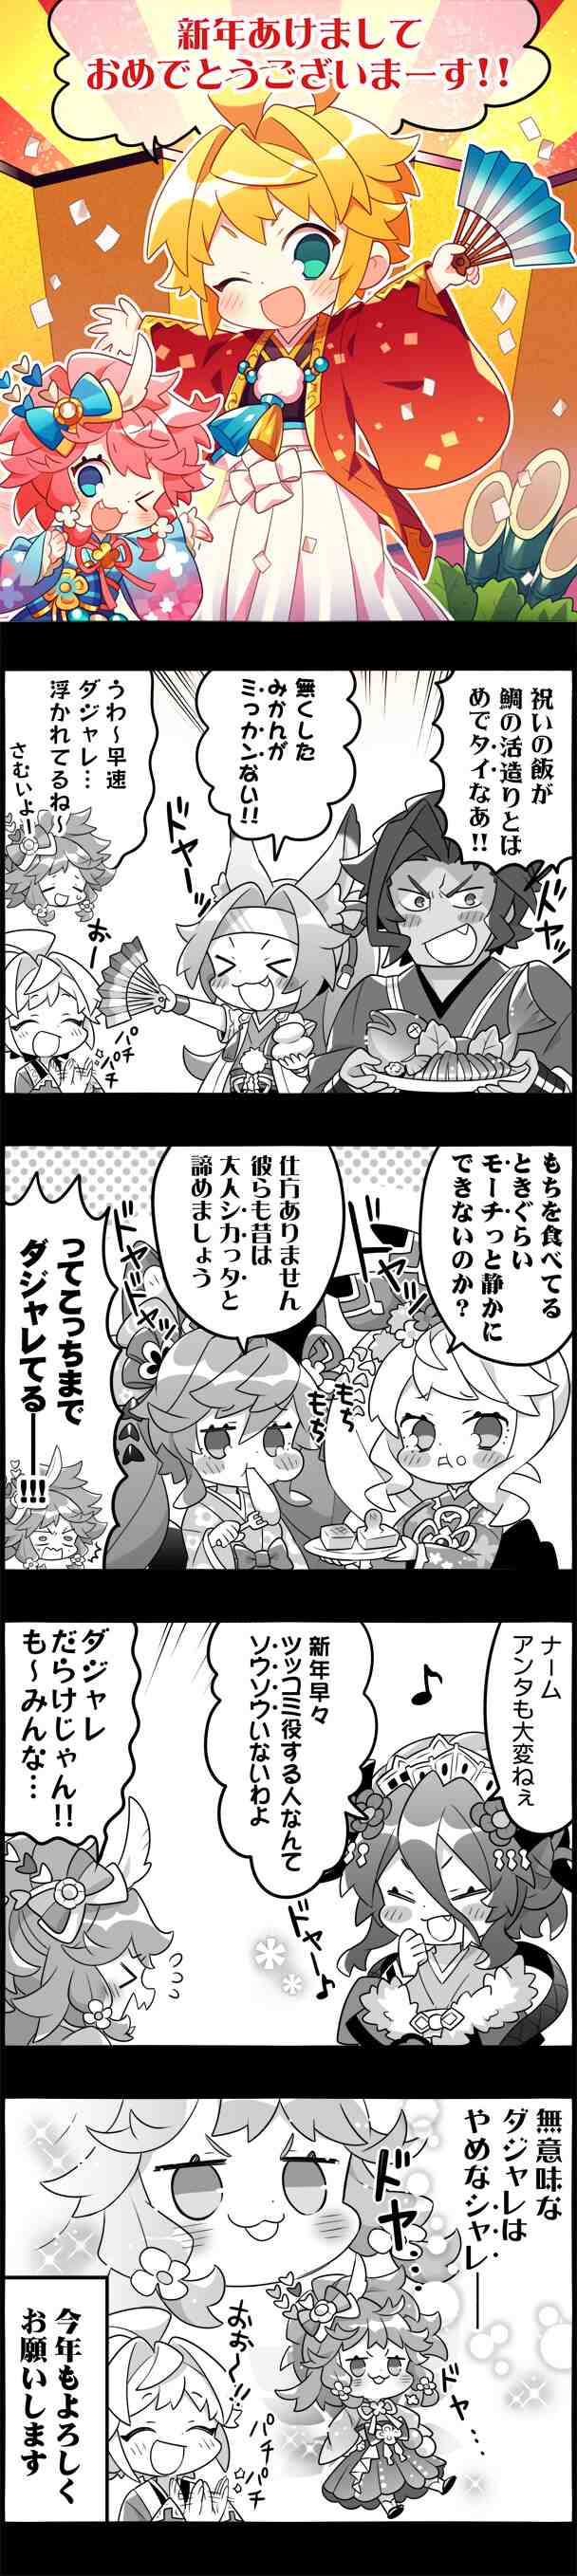 新年あけまして
おめでとうございまーす!!
祝いの飯が
鯛の活造りとは
めでタイなあ!!
ドヤッ
無くした
みかんが
ミっカンない!!
ドヤーッ
うわ〜早速
ダジャレ…
浮かれてるね〜
さむいよー
おー
パチ
パチ
パチ
もちを食べてる
ときぐらい
モーチっと静かに
できないのか?
ドヤッ
もち
もち
仕方ありません
彼らも昔は
大人シカっタと
諦めましょう
ドヤドヤッ
ってこっちまで
ダジャレてる――!!!
ナーム
アンタも大変ねぇ
♪
新年早々
ツッコミ役する人なんて
ソウソウいないわよ
ドヤー♪
ダジャレ
だらけじゃん!!
も〜みんな…
無意味な
ダジャレは
やめなシャレ――
ドヤ…
ドヤ…
おお〜!!
パチ
パチ
今年もよろしく
お願いします